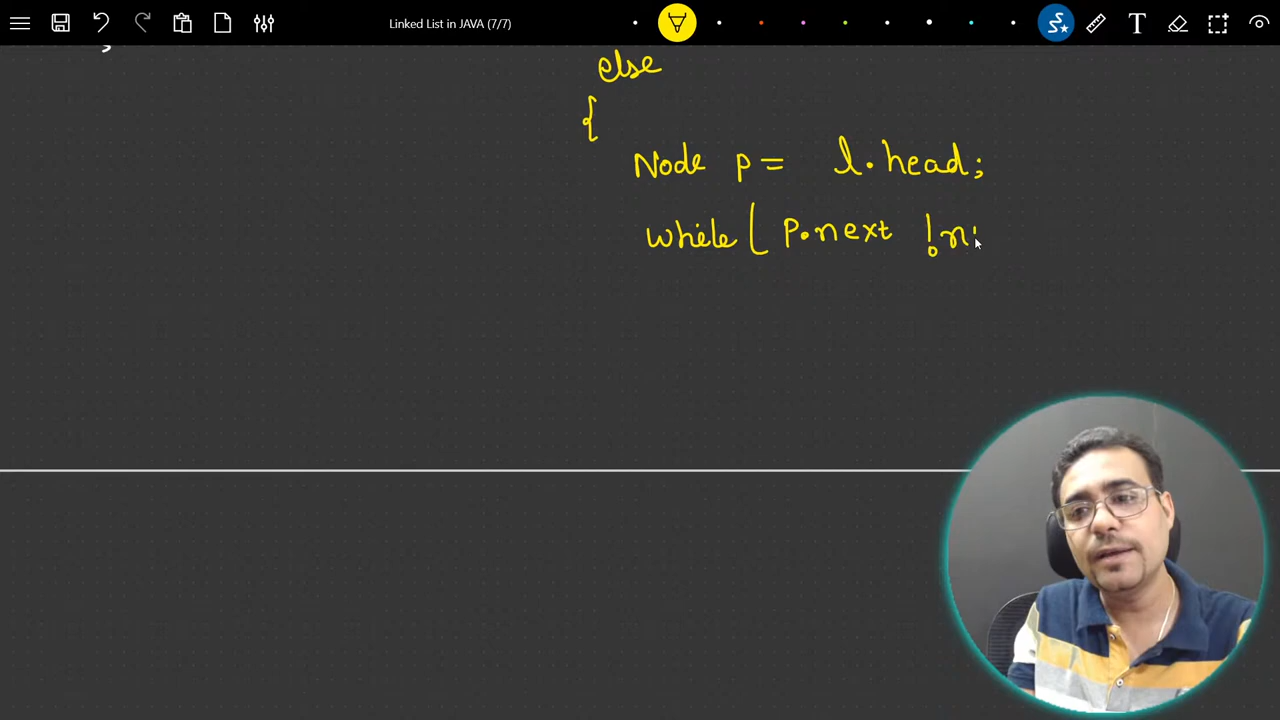 Linked List in JAVA (7/7)
else
{
Node p = l.head;
while( p.next !n